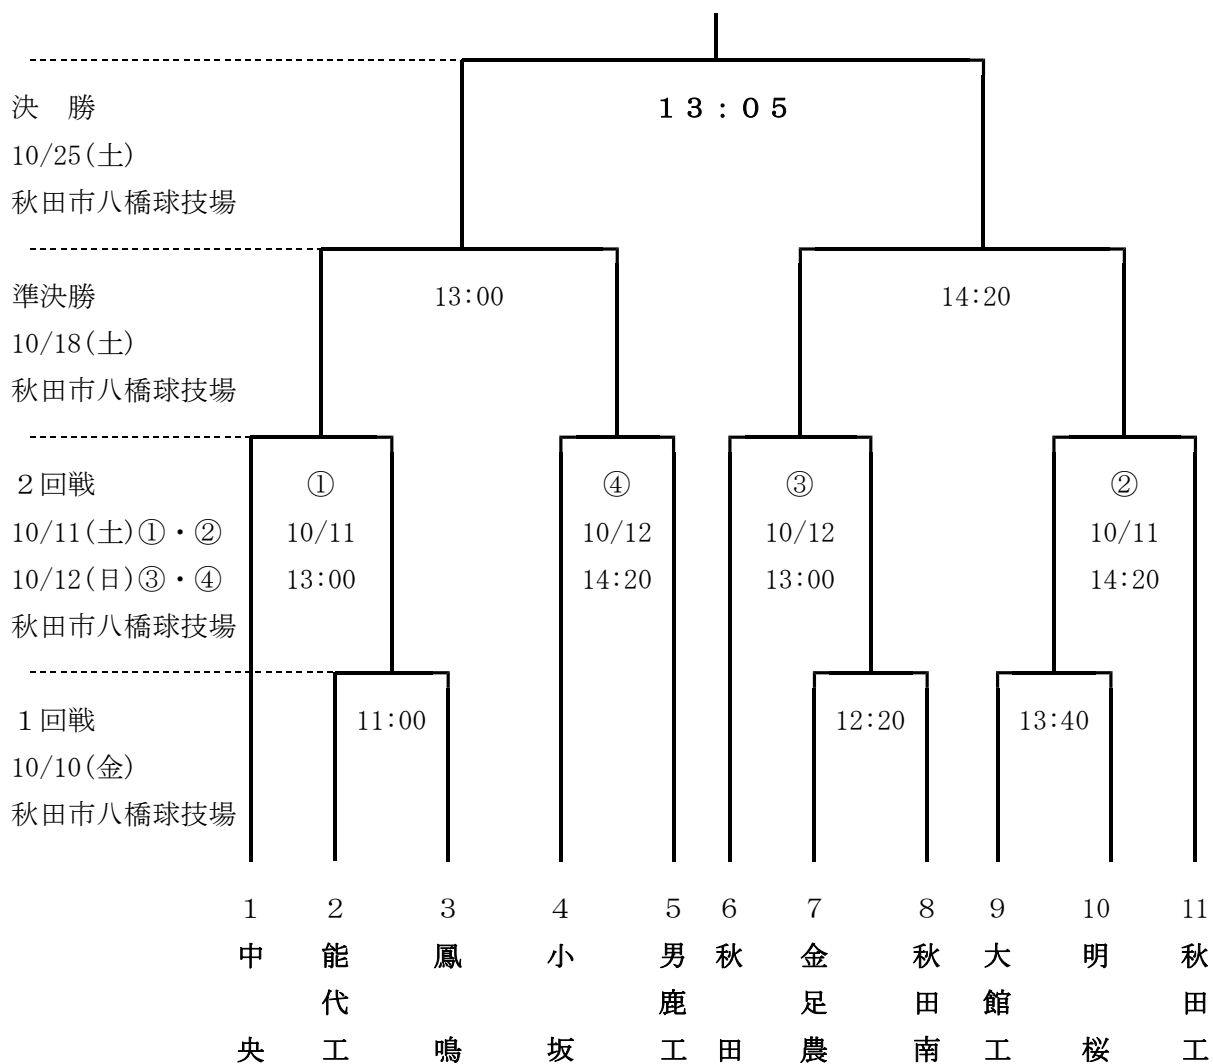 １３：０５
決　勝
10/25(土)
秋田市八橋球技場
準決勝
13:00
14:20
10/18(土)
秋田市八橋球技場
２回戦
①
④
③
②
10/11(土)①・②
10/11
10/12
10/12
10/11
10/12(日)③・④
13:00
14:20
13:00
14:20
秋田市八橋球技場
１回戦
11:00
12:20
13:40
10/10(金)
秋田市八橋球技場
1
2
3
4
5
6
7
8
9
10
11
中央
能代工
鳳鳴
小坂
男鹿工
秋田
金足農
秋田南
大館工
明桜
秋田工